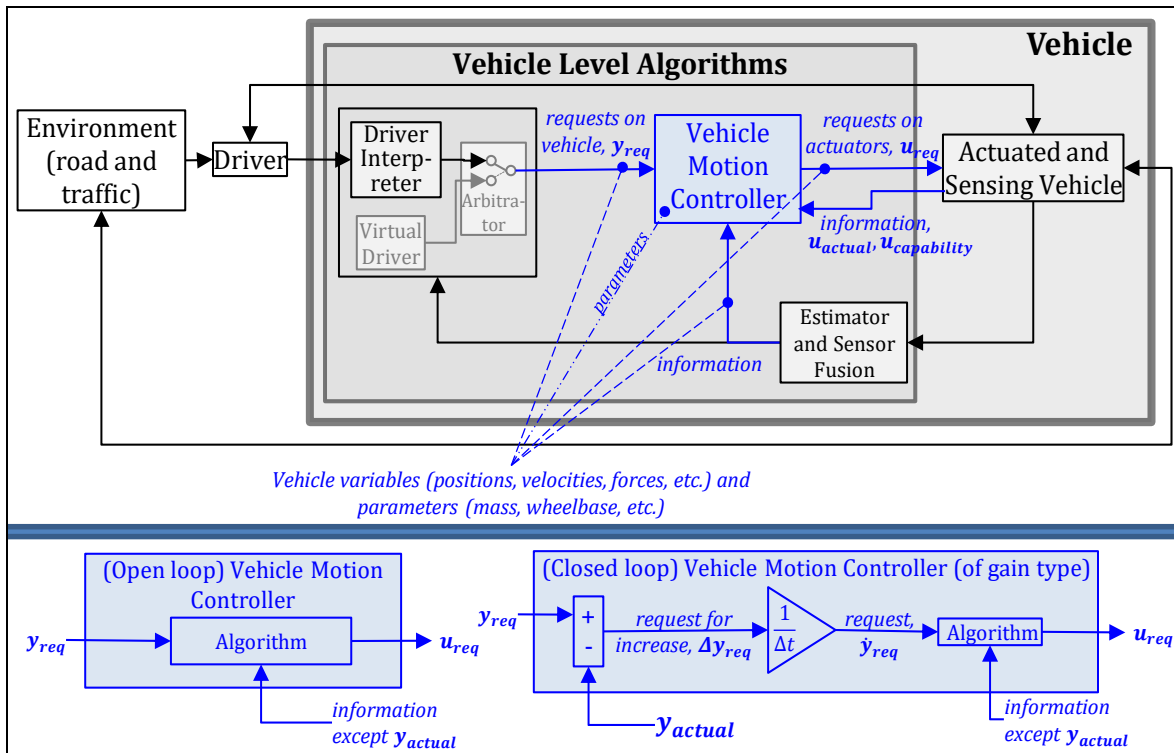 Vehicle
Vehicle Level Algorithms
Environment
(road and
traffic)
Driver
Driver
Interp-
reter
Virtual
Driver
Arbitra-
tor
requests on
vehicle, y_req
Vehicle
Motion
Controller
requests on
actuators, u_req
Actuated and
Sensing Vehicle
information,
u_actual, u_capability
parameters
information
Estimator
and Sensor
Fusion
Vehicle variables (positions, velocities, forces, etc.) and
parameters (mass, wheelbase, etc.)
(Open loop) Vehicle Motion
Controller
y_req
Algorithm
u_req
information
except y_actual
(Closed loop) Vehicle Motion Controller (of gain type)
y_req
+
-
request for
increase, Δy_req
1
Δt
request,
ẏ_req
Algorithm
u_req
y_actual
information
except y_actual